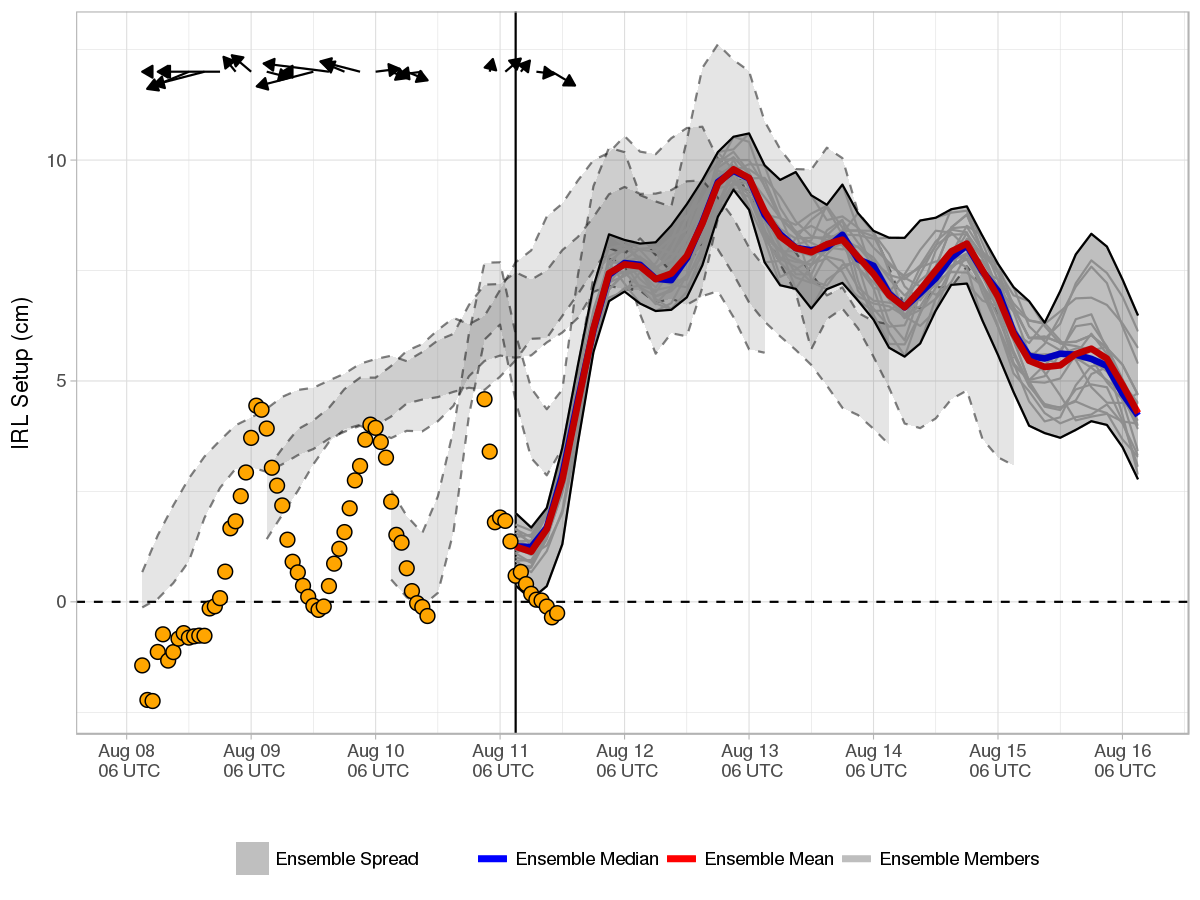 IRL Setup (cm)
10
5
0
Aug 08 Aug 09 Aug 10 Aug 11 Aug 12 Aug 13 Aug 14 Aug 15 Aug 16
06 UTC 06 UTC 06 UTC 06 UTC 06 UTC 06 UTC 06 UTC 06 UTC 06 UTC
Ensemble Spread Ensemble Median Ensemble Mean Ensemble Members